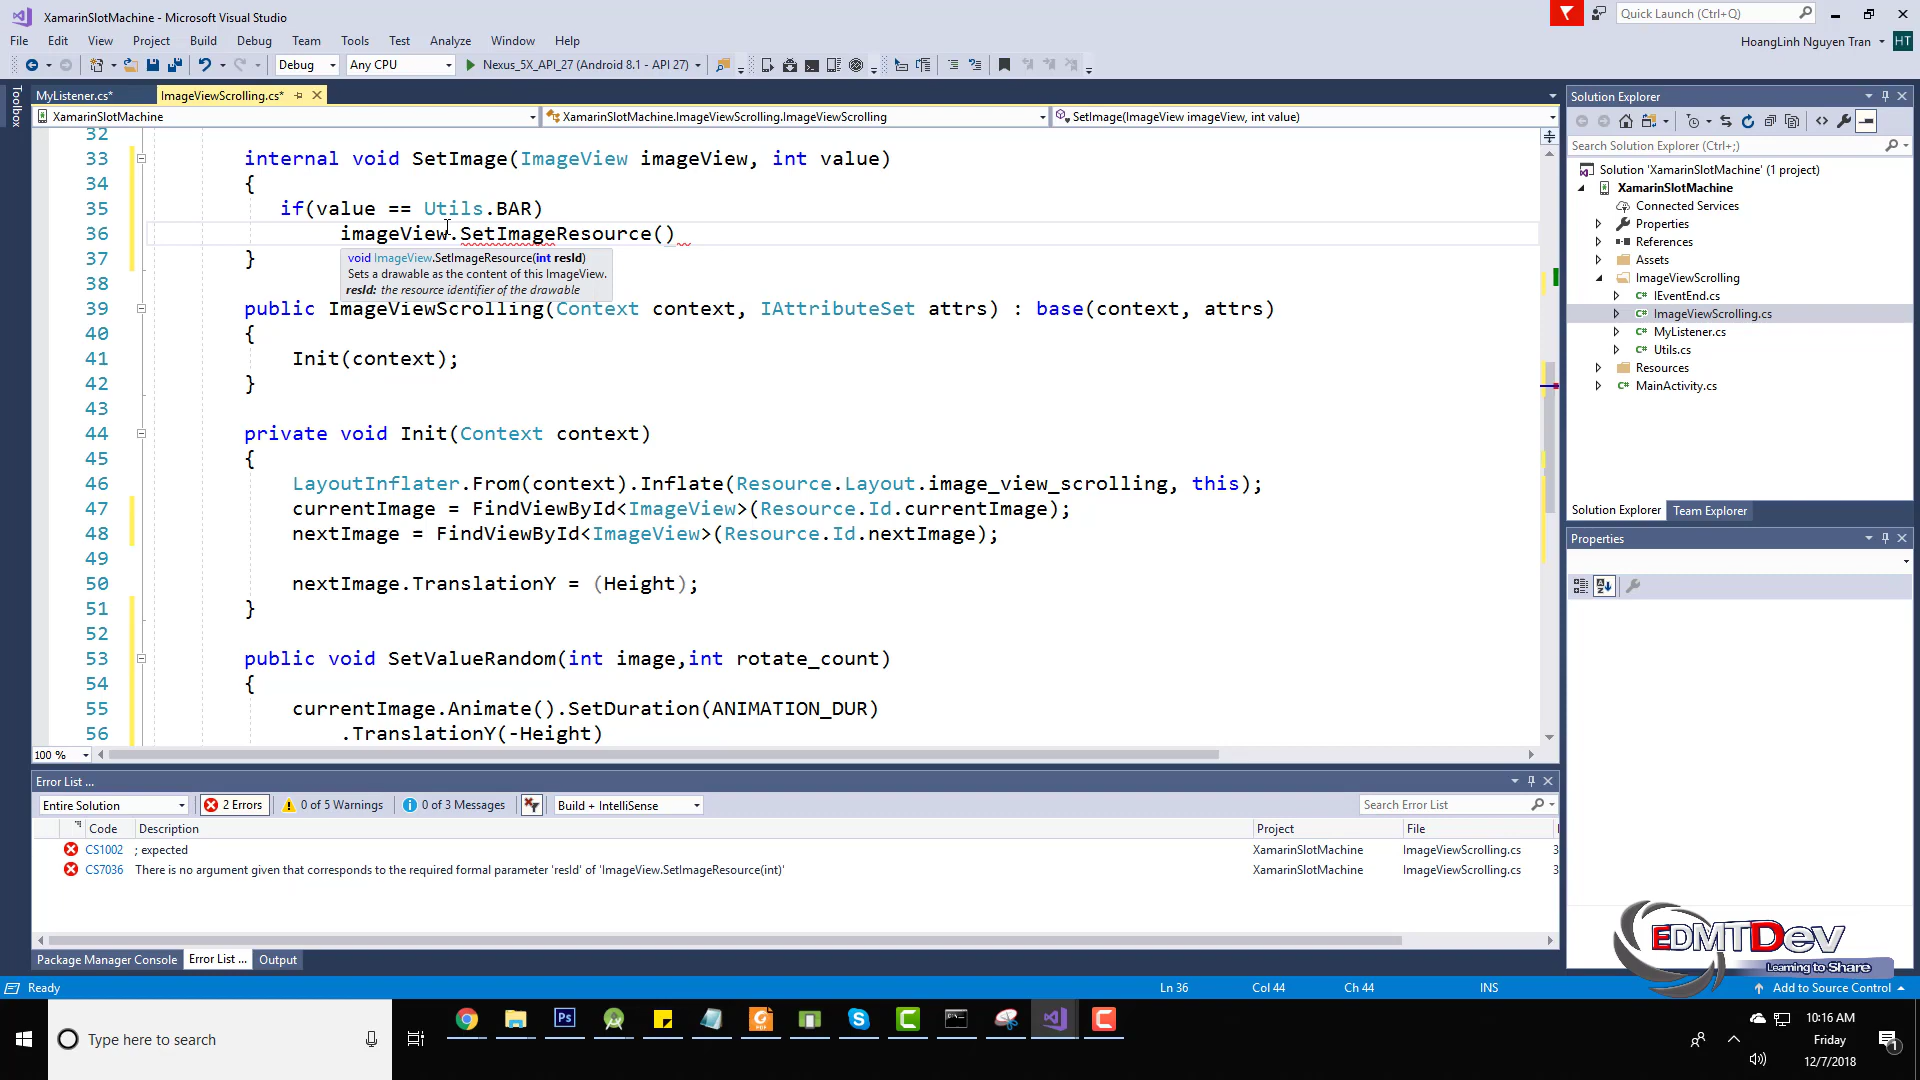 XamarinSlotMachine - Microsoft Visual Studio
Quick Launch (Ctrl+Q)
File Edit View Project Build Debug Team Tools Test Analyze Window Help
HoangLinh Nguyen Tran HT
Debug Any CPU Nexus_5X_API_27 (Android 8.1 - API 27)
Toolbox
MyListener.cs* ImageViewScrolling.cs*
XamarinSlotMachine XamarinSlotMachine.ImageViewScrolling.ImageViewScrolling SetImage(ImageView imageView, int value)
32
33 internal void SetImage(ImageView imageView, int value)
34 {
35 if(value == Utils.BAR)
36 imageView.SetImageResource()
37 }
void ImageView.SetImageResource(int resId)
Sets a drawable as the content of this ImageView.
resId: the resource identifier of the drawable
38
39 public ImageViewScrolling(Context context, IAttributeSet attrs) : base(context, attrs)
40 {
41 Init(context);
42 }
43
44 private void Init(Context context)
45 {
46 LayoutInflater.From(context).Inflate(Resource.Layout.image_view_scrolling, this);
47 currentImage = FindViewById<ImageView>(Resource.Id.currentImage);
48 nextImage = FindViewById<ImageView>(Resource.Id.nextImage);
49
50 nextImage.TranslationY = (Height);
51 }
52
53 public void SetValueRandom(int image,int rotate_count)
54 {
55 currentImage.Animate().SetDuration(ANIMATION_DUR)
56 .TranslationY(-Height)
100 %
Solution Explorer
Search Solution Explorer (Ctrl+;)
Solution 'XamarinSlotMachine' (1 project)
XamarinSlotMachine
Connected Services
Properties
References
Assets
ImageViewScrolling
C# IEventEnd.cs
C# ImageViewScrolling.cs
C# MyListener.cs
C# Utils.cs
Resources
C# MainActivity.cs
Solution Explorer Team Explorer
Properties
Error List ...
Entire Solution 2 Errors 0 of 5 Warnings 0 of 3 Messages Build + IntelliSense Search Error List
Code Description Project File
CS1002 ; expected XamarinSlotMachine ImageViewScrolling.cs 3
CS7036 There is no argument given that corresponds to the required formal parameter 'resId' of 'ImageView.SetImageResource(int)' XamarinSlotMachine ImageViewScrolling.cs 3
Package Manager Console Error List ... Output
EDMTDev
Learning to Share
Ready Ln 36 Col 44 Ch 44 INS Add to Source Control
Type here to search
Ps
10:16 AM
Friday
12/7/2018
1